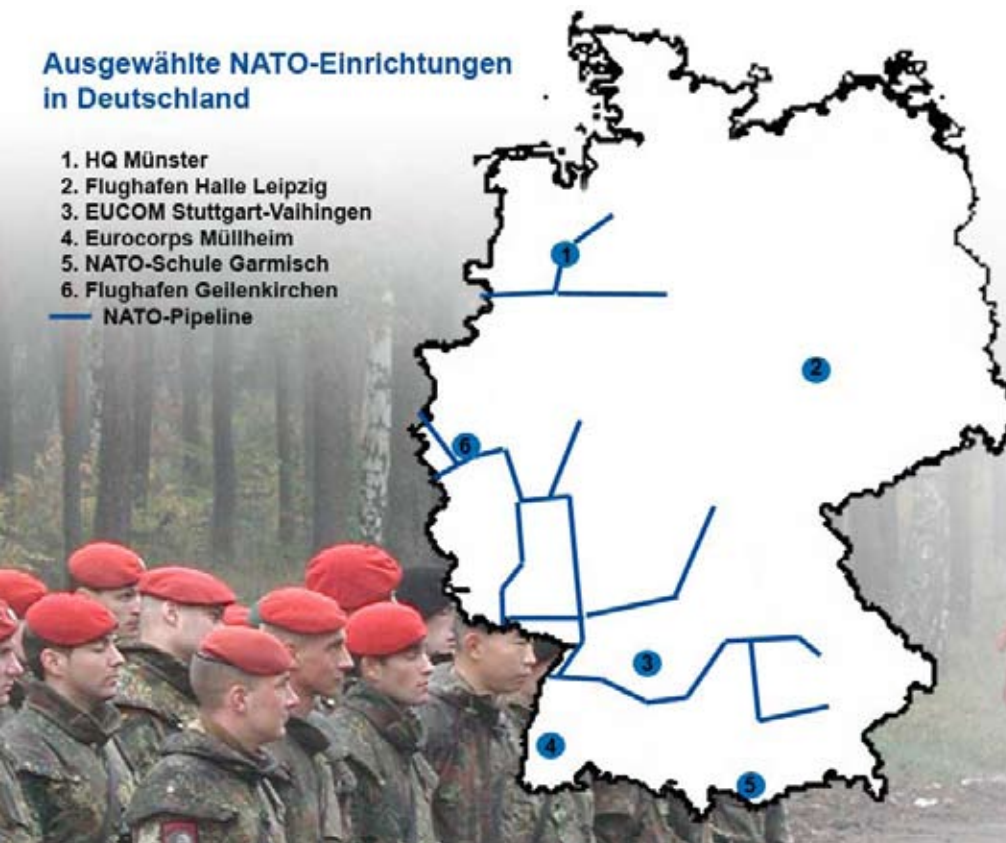 Ausgewählte NATO-Einrichtungen
in Deutschland
1. HQ Münster
2. Flughafen Halle Leipzig
3. EUCOM Stuttgart-Vaihingen
4. Eurocorps Müllheim
5. NATO-Schule Garmisch
6. Flughafen Geilenkirchen
NATO-Pipeline
1
2
6
3
4
5